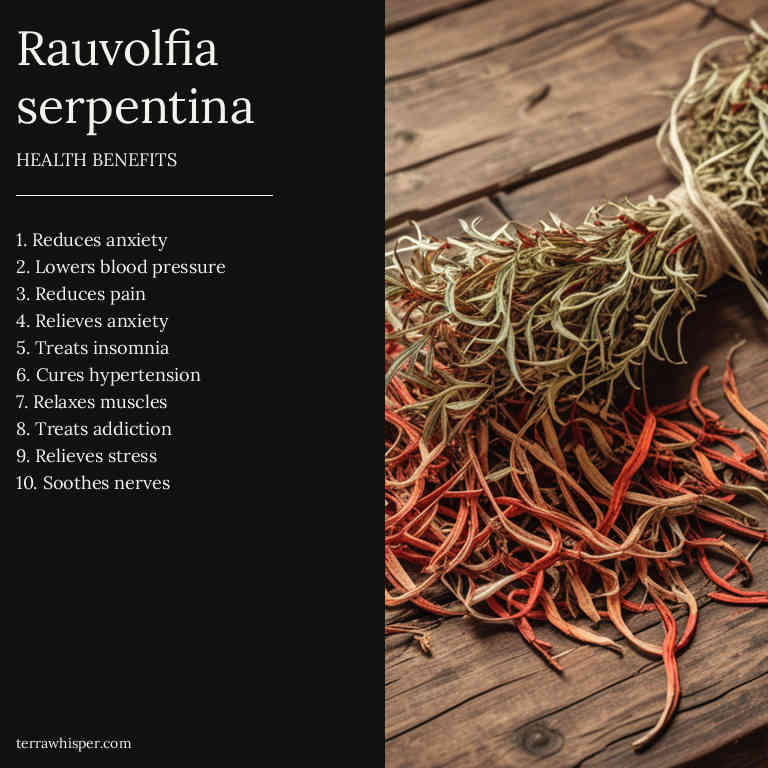 Rauvolfia
serpentina
HEALTH BENEFITS
1. Reduces anxiety
2. Lowers blood pressure
3. Reduces pain
4. Relieves anxiety
5. Treats insomnia
6. Cures hypertension
7. Relaxes muscles
8. Treats addiction
9. Relieves stress
10. Soothes nerves
terrawhisper.com